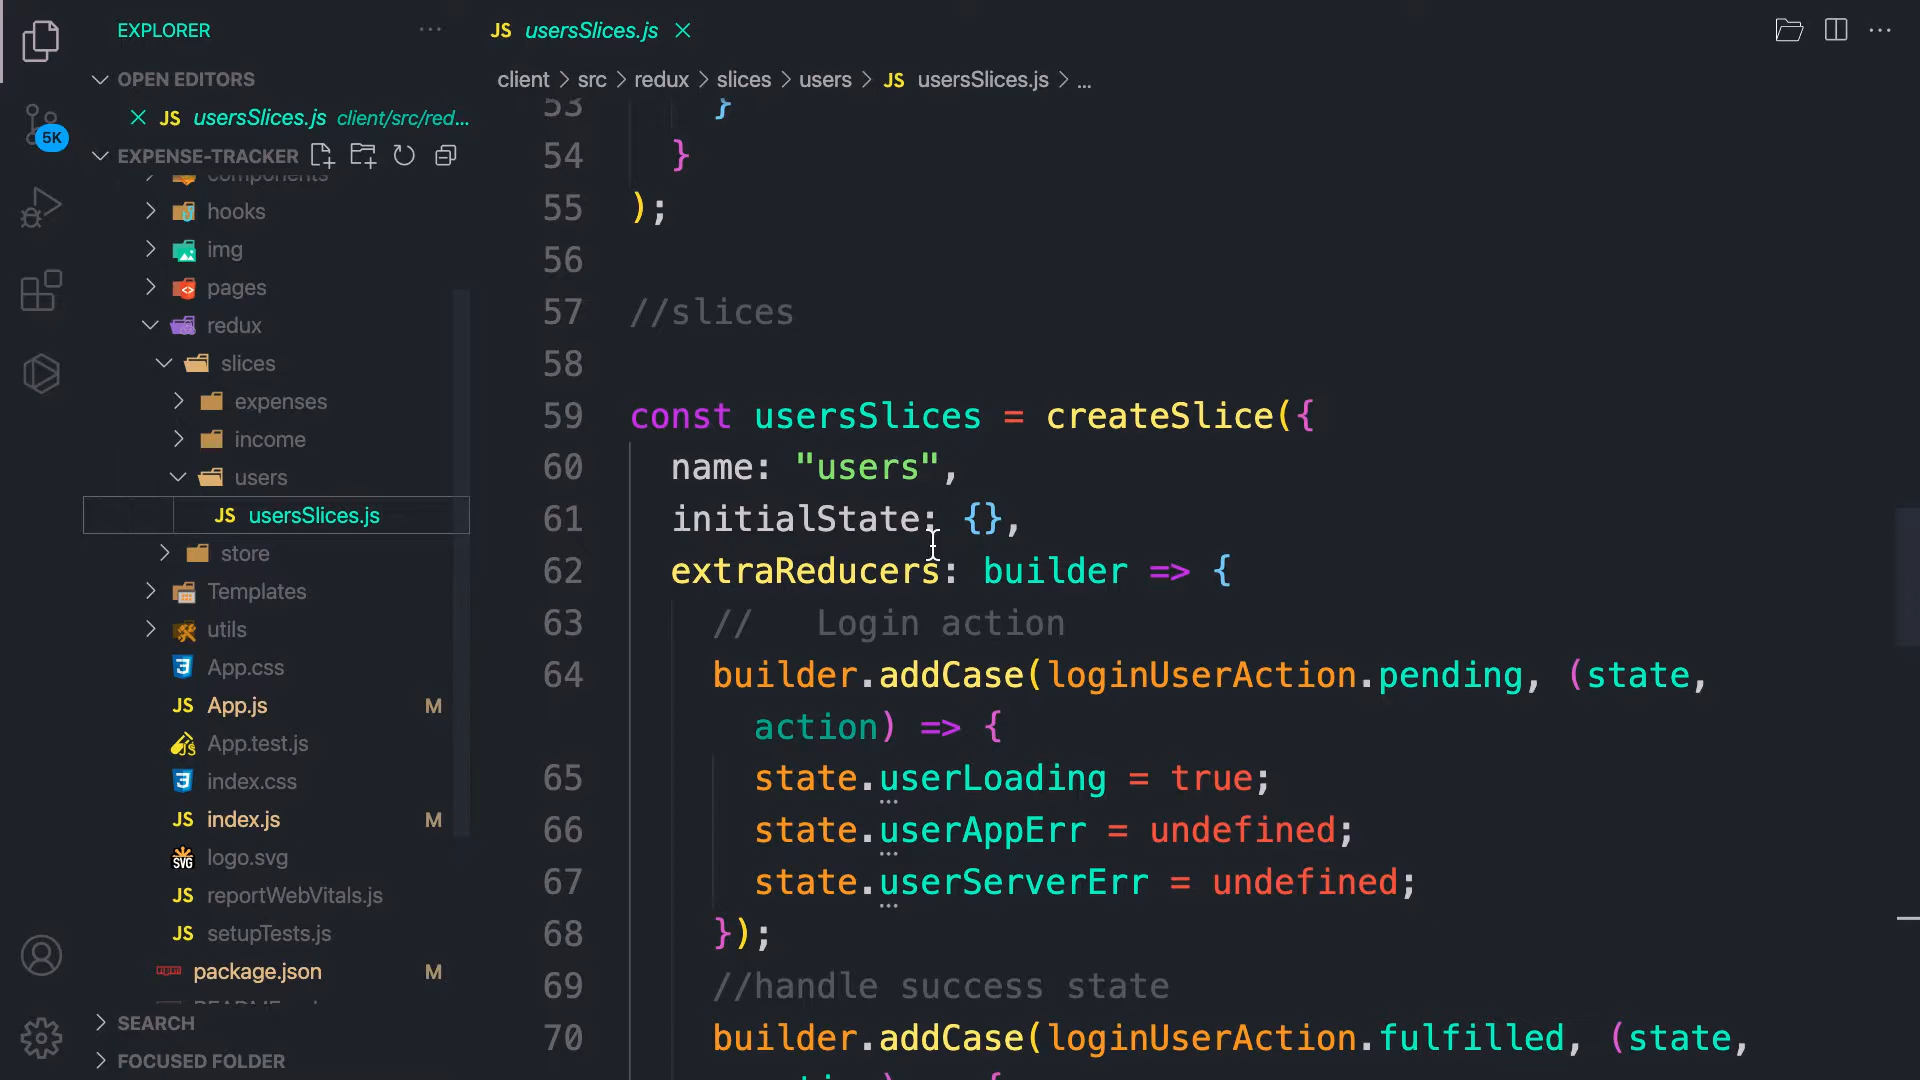 EXPLORER
OPEN EDITORS
JS usersSlices.js client/src/red...
5K
EXPENSE-TRACKER
components
hooks
img
pages
redux
slices
expenses
income
users
JS usersSlices.js
store
Templates
utils
App.css
JS App.js M
App.test.js
index.css
JS index.js M
SVG logo.svg
JS reportWebVitals.js
JS setupTests.js
package.json M
SEARCH
FOCUSED FOLDER
JS usersSlices.js
client > src > redux > slices > users > JS usersSlices.js > ...
53 }
54 }
55 );
56
57 //slices
58
59 const usersSlices = createSlice({
60 name: "users",
61 initialState: {},
62 extraReducers: builder => {
63 // Login action
64 builder.addCase(loginUserAction.pending, (state,
action) => {
65 state.userLoading = true;
66 state.userAppErr = undefined;
67 state.userServerErr = undefined;
68 });
69 //handle success state
70 builder.addCase(loginUserAction.fulfilled, (state,